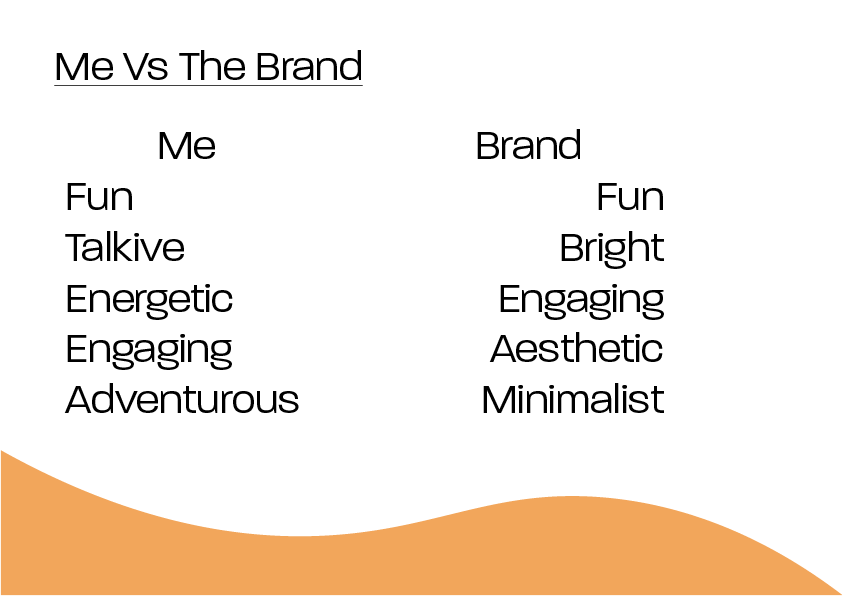 Me Vs The Brand
Me Brand
Fun Fun
Talkive Bright
Energetic Engaging
Engaging Aesthetic
Adventurous Minimalist